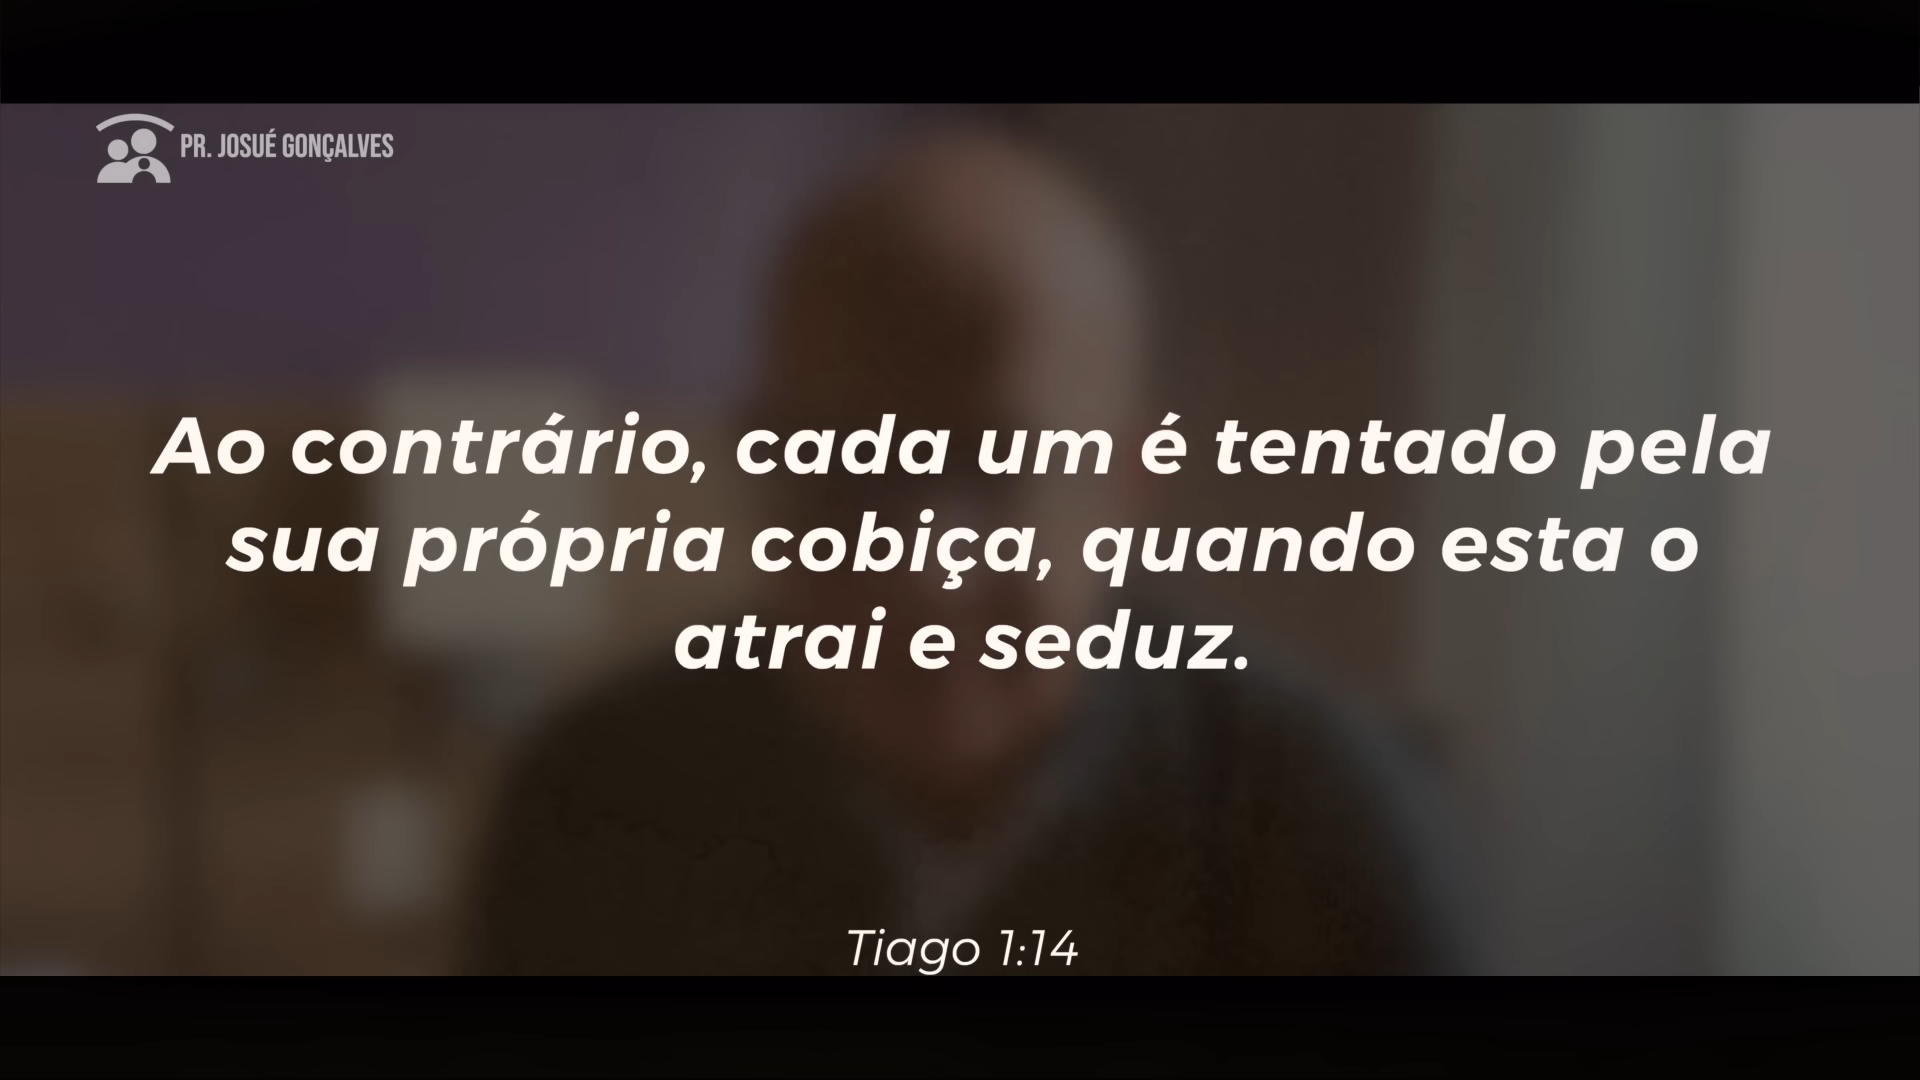 PR. JOSUÉ GONÇALVES
Ao contrário, cada um é tentado pela
sua própria cobiça, quando esta o
atrai e seduz.
Tiago 1:14